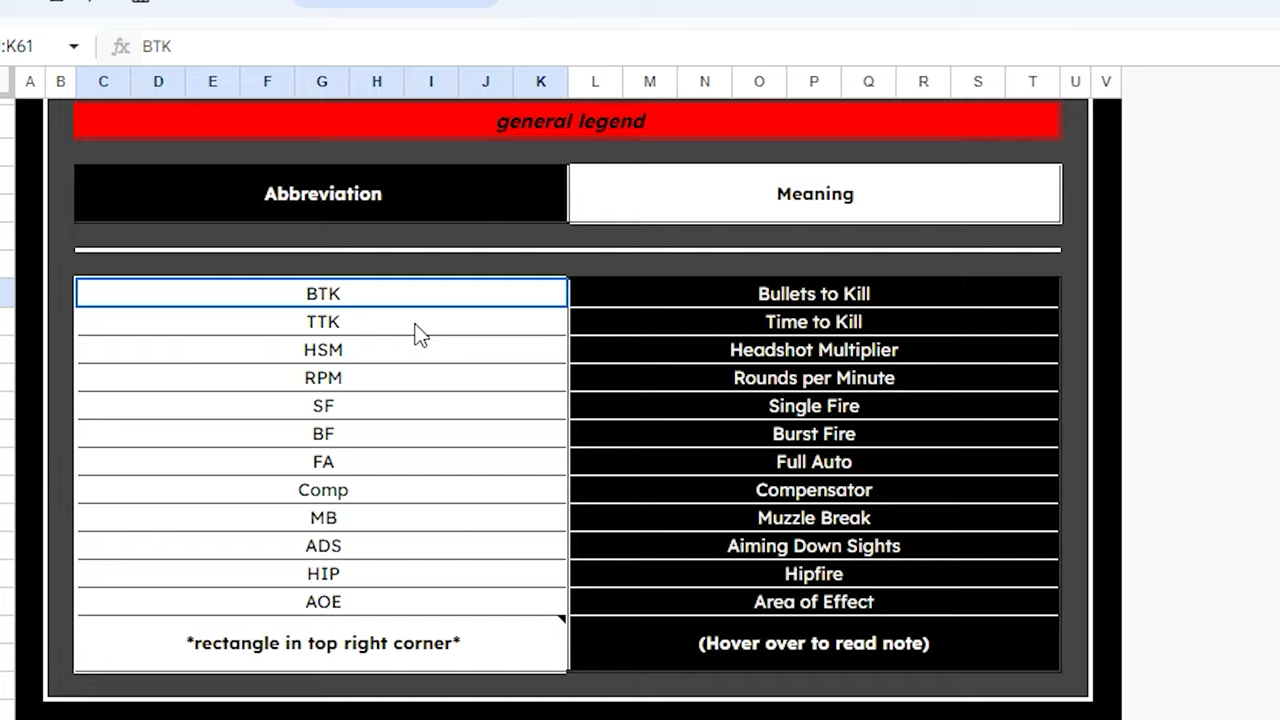 :K61 BTK
A B C D E F G H I J K L M N O P Q R S T U V
general legend
Abbreviation Meaning
BTK Bullets to Kill
TTK Time to Kill
HSM Headshot Multiplier
RPM Rounds per Minute
SF Single Fire
BF Burst Fire
FA Full Auto
Comp Compensator
MB Muzzle Break
ADS Aiming Down Sights
HIP Hipfire
AOE Area of Effect
*rectangle in top right corner* (Hover over to read note)